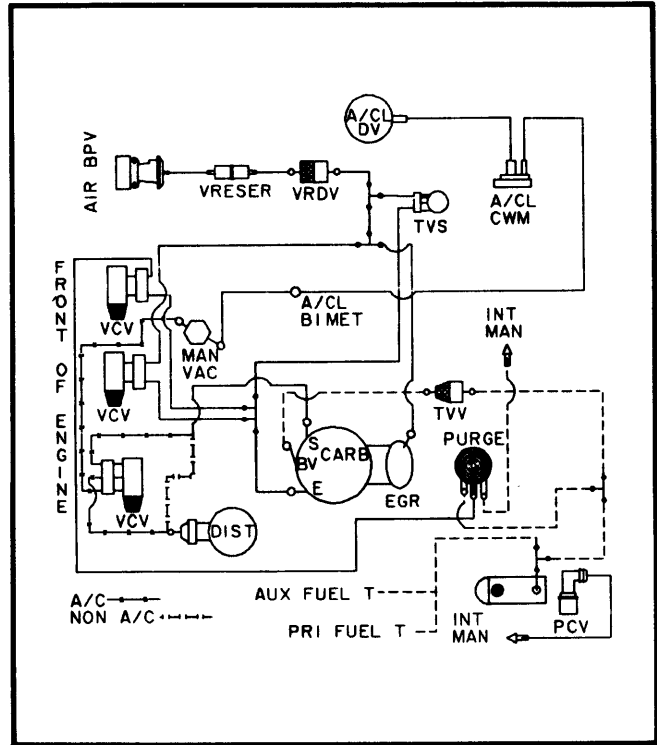 A/CL
DV
AIR BPV
VRESER
VRDV
TVS
A/CL
CWM
FRONT OF ENGINE
VCV
A/CL
BIMET
INT
MAN
MAN
VAC
VCV
TVV
PURGE
S
BV
CARB
E
EGR
VCV
DIST
A/C
NON A/C
AUX FUEL T
PRI FUEL T
INT
MAN
PCV